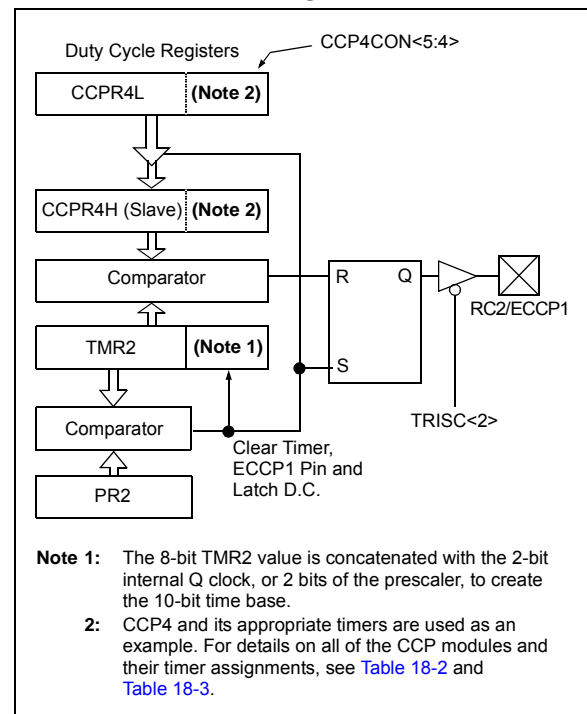 Duty Cycle Registers
CCP4CON<5:4>
CCPR4L
(Note 2)
CCPR4H (Slave)
(Note 2)
Comparator
R
Q
RC2/ECCP1
TMR2
(Note 1)
S
TRISC<2>
Comparator
Clear Timer,
ECCP1 Pin and
Latch D.C.
PR2
Note 1: The 8-bit TMR2 value is concatenated with the 2-bit
internal Q clock, or 2 bits of the prescaler, to create
the 10-bit time base.
2: CCP4 and its appropriate timers are used as an
example. For details on all of the CCP modules and
their timer assignments, see Table 18-2 and
Table 18-3.